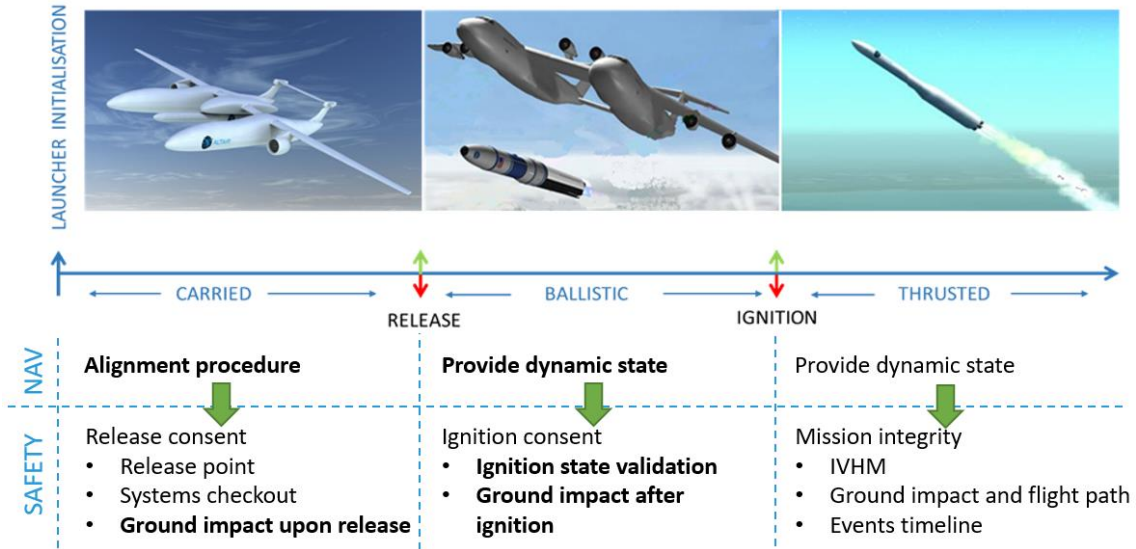 LAUNCHER INITIALISATION
ALTAIR
CARRIED
BALLISTIC
THRUSTED
RELEASE
IGNITION
NAV
Alignment procedure
Provide dynamic state
Provide dynamic state
SAFETY
Release consent
• Release point
• Systems checkout
• Ground impact upon release
Ignition consent
• Ignition state validation
• Ground impact after
ignition
Mission integrity
• IVHM
• Ground impact and flight path
• Events timeline